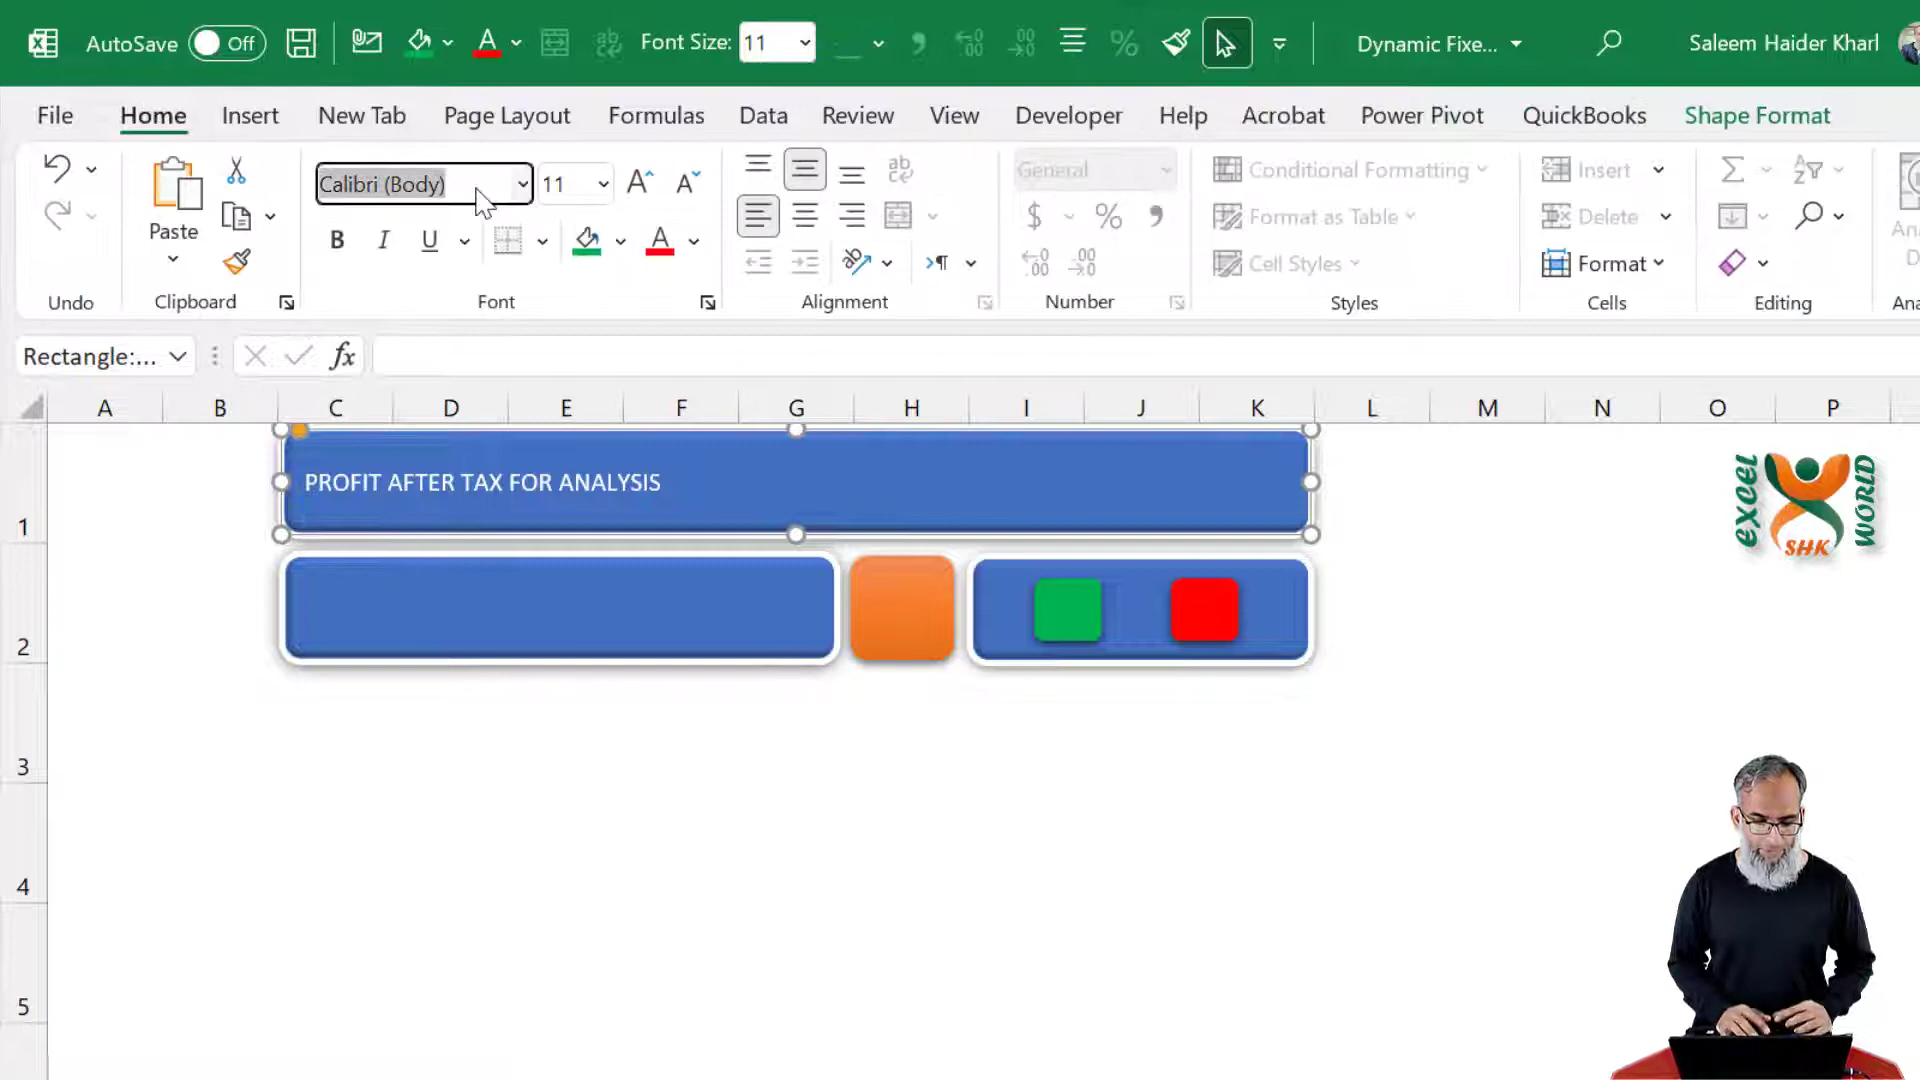 AutoSave Off Font Size: 11 Dynamic Fixe... Saleem Haider Kharl
File Home Insert New Tab Page Layout Formulas Data Review View Developer Help Acrobat Power Pivot QuickBooks Shape Format
Paste
Calibri (Body) 11
B I U
General
$ % ,
Conditional Formatting
Format as Table
Cell Styles
Insert
Delete
Format
Undo Clipboard Font Alignment Number Styles Cells Editing
Rectangle:... fx
A B C D E F G H I J K L M N O P
PROFIT AFTER TAX FOR ANALYSIS
EXCEL WORLD
SHK
1
2
3
4
5